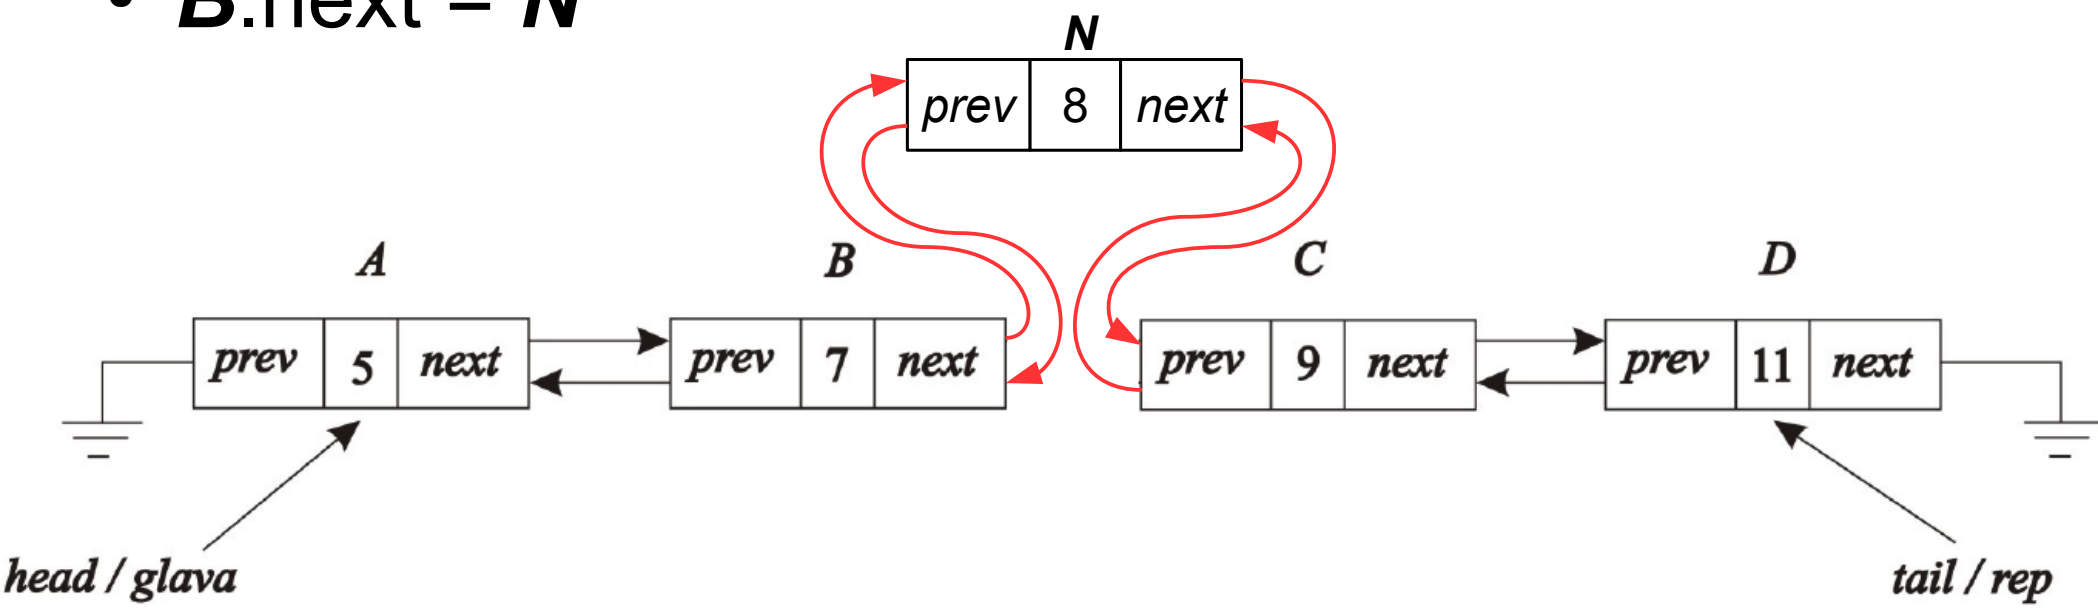 • B.next = N
N
prev 8 next
A B C D
prev 5 next prev 7 next prev 9 next prev 11 next
head / glava tail / rep